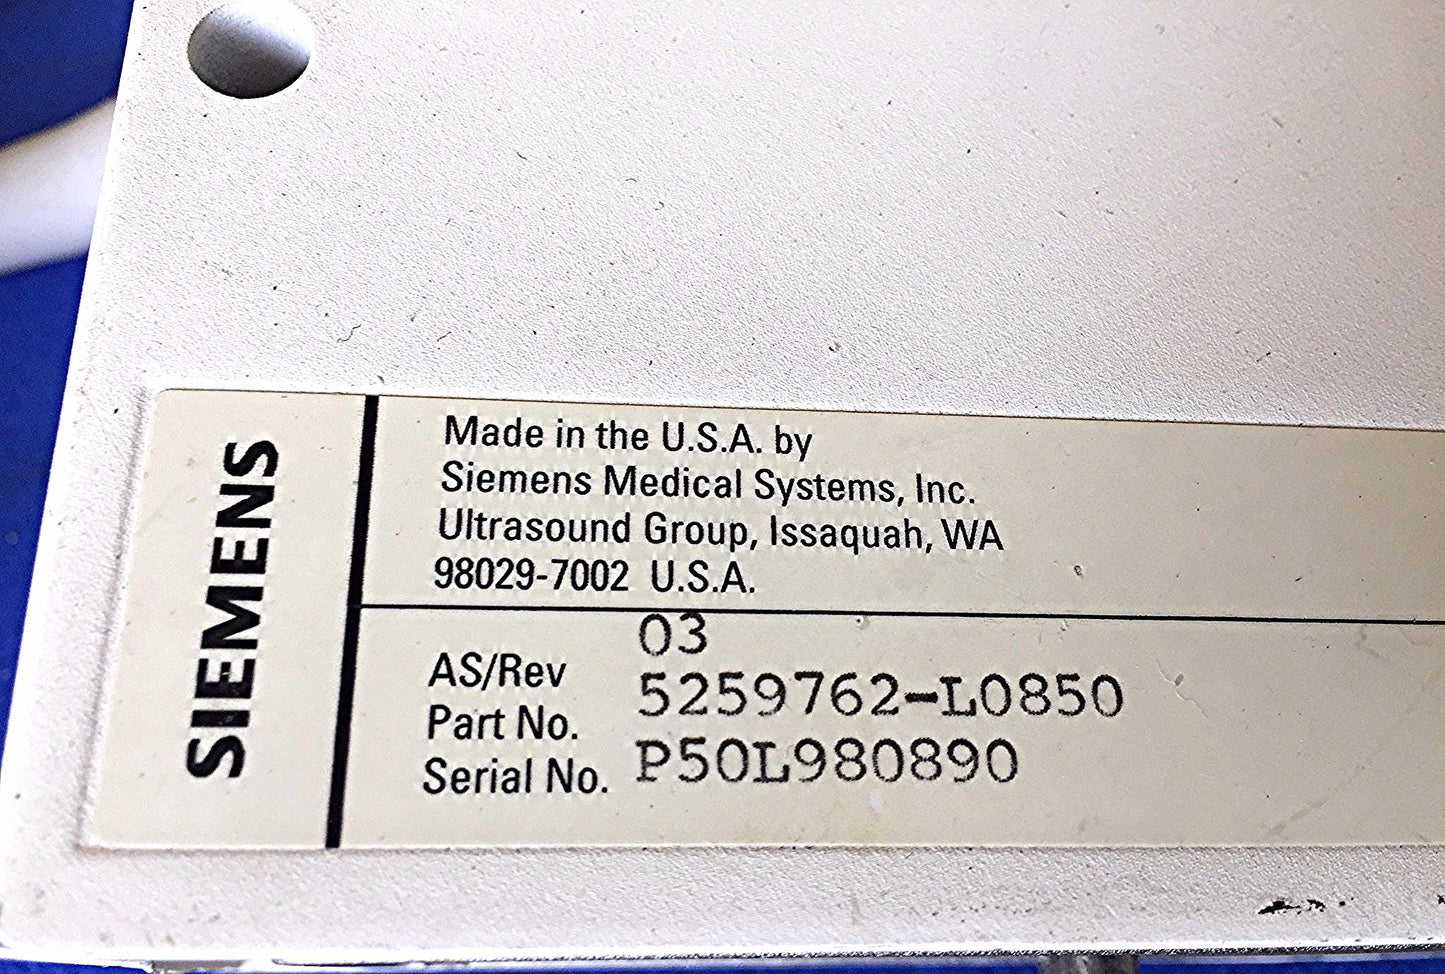 SIEMENS
Made in the U.S.A. by
Siemens Medical Systems, Inc.
Ultrasound Group, Issaquah, WA
98029-7002 U.S.A.
AS/Rev 03
Part No. 5259762-L0850
Serial No. P50L980890